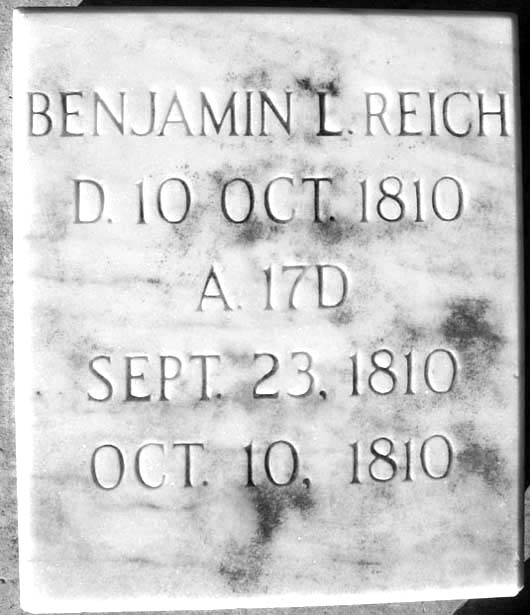 BENJAMIN L. REICH
D. 10 OCT. 1810
A. 17D
SEPT. 23, 1810
OCT. 10, 1810